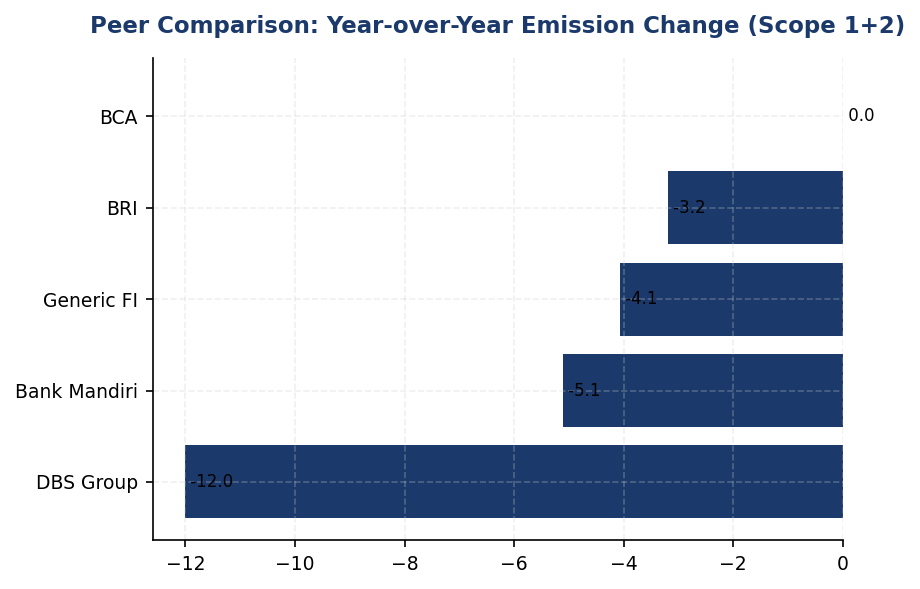 Peer Comparison: Year-over-Year Emission Change (Scope 1+2)
BCA 0.0
BRI -3.2
Generic FI -4.1
Bank Mandiri -5.1
DBS Group -12.0
−12 −10 −8 −6 −4 −2 0